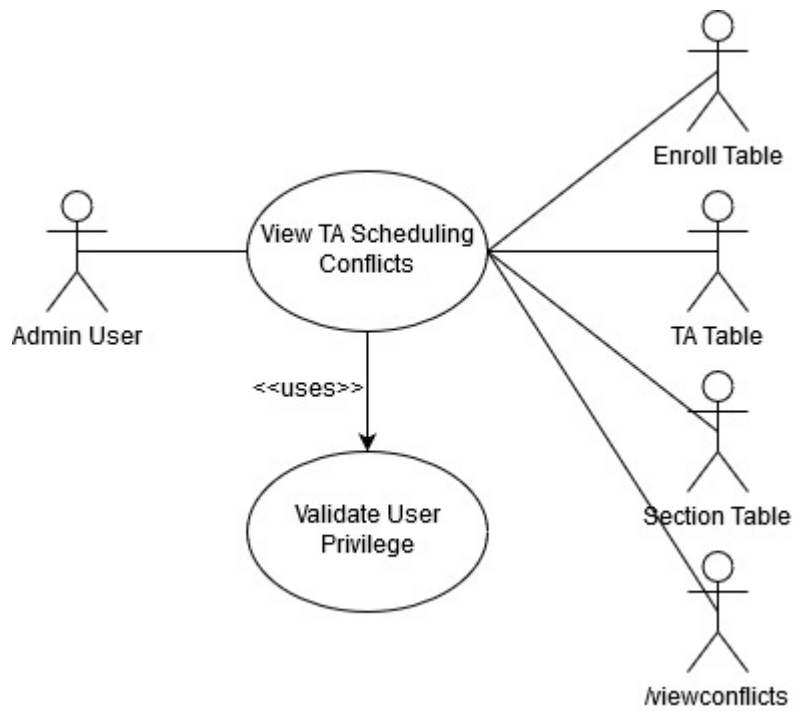 Enroll Table
View TA Scheduling
Conflicts
Admin User
TA Table
<<uses>>
Validate User
Privilege
Section Table
/viewconflicts